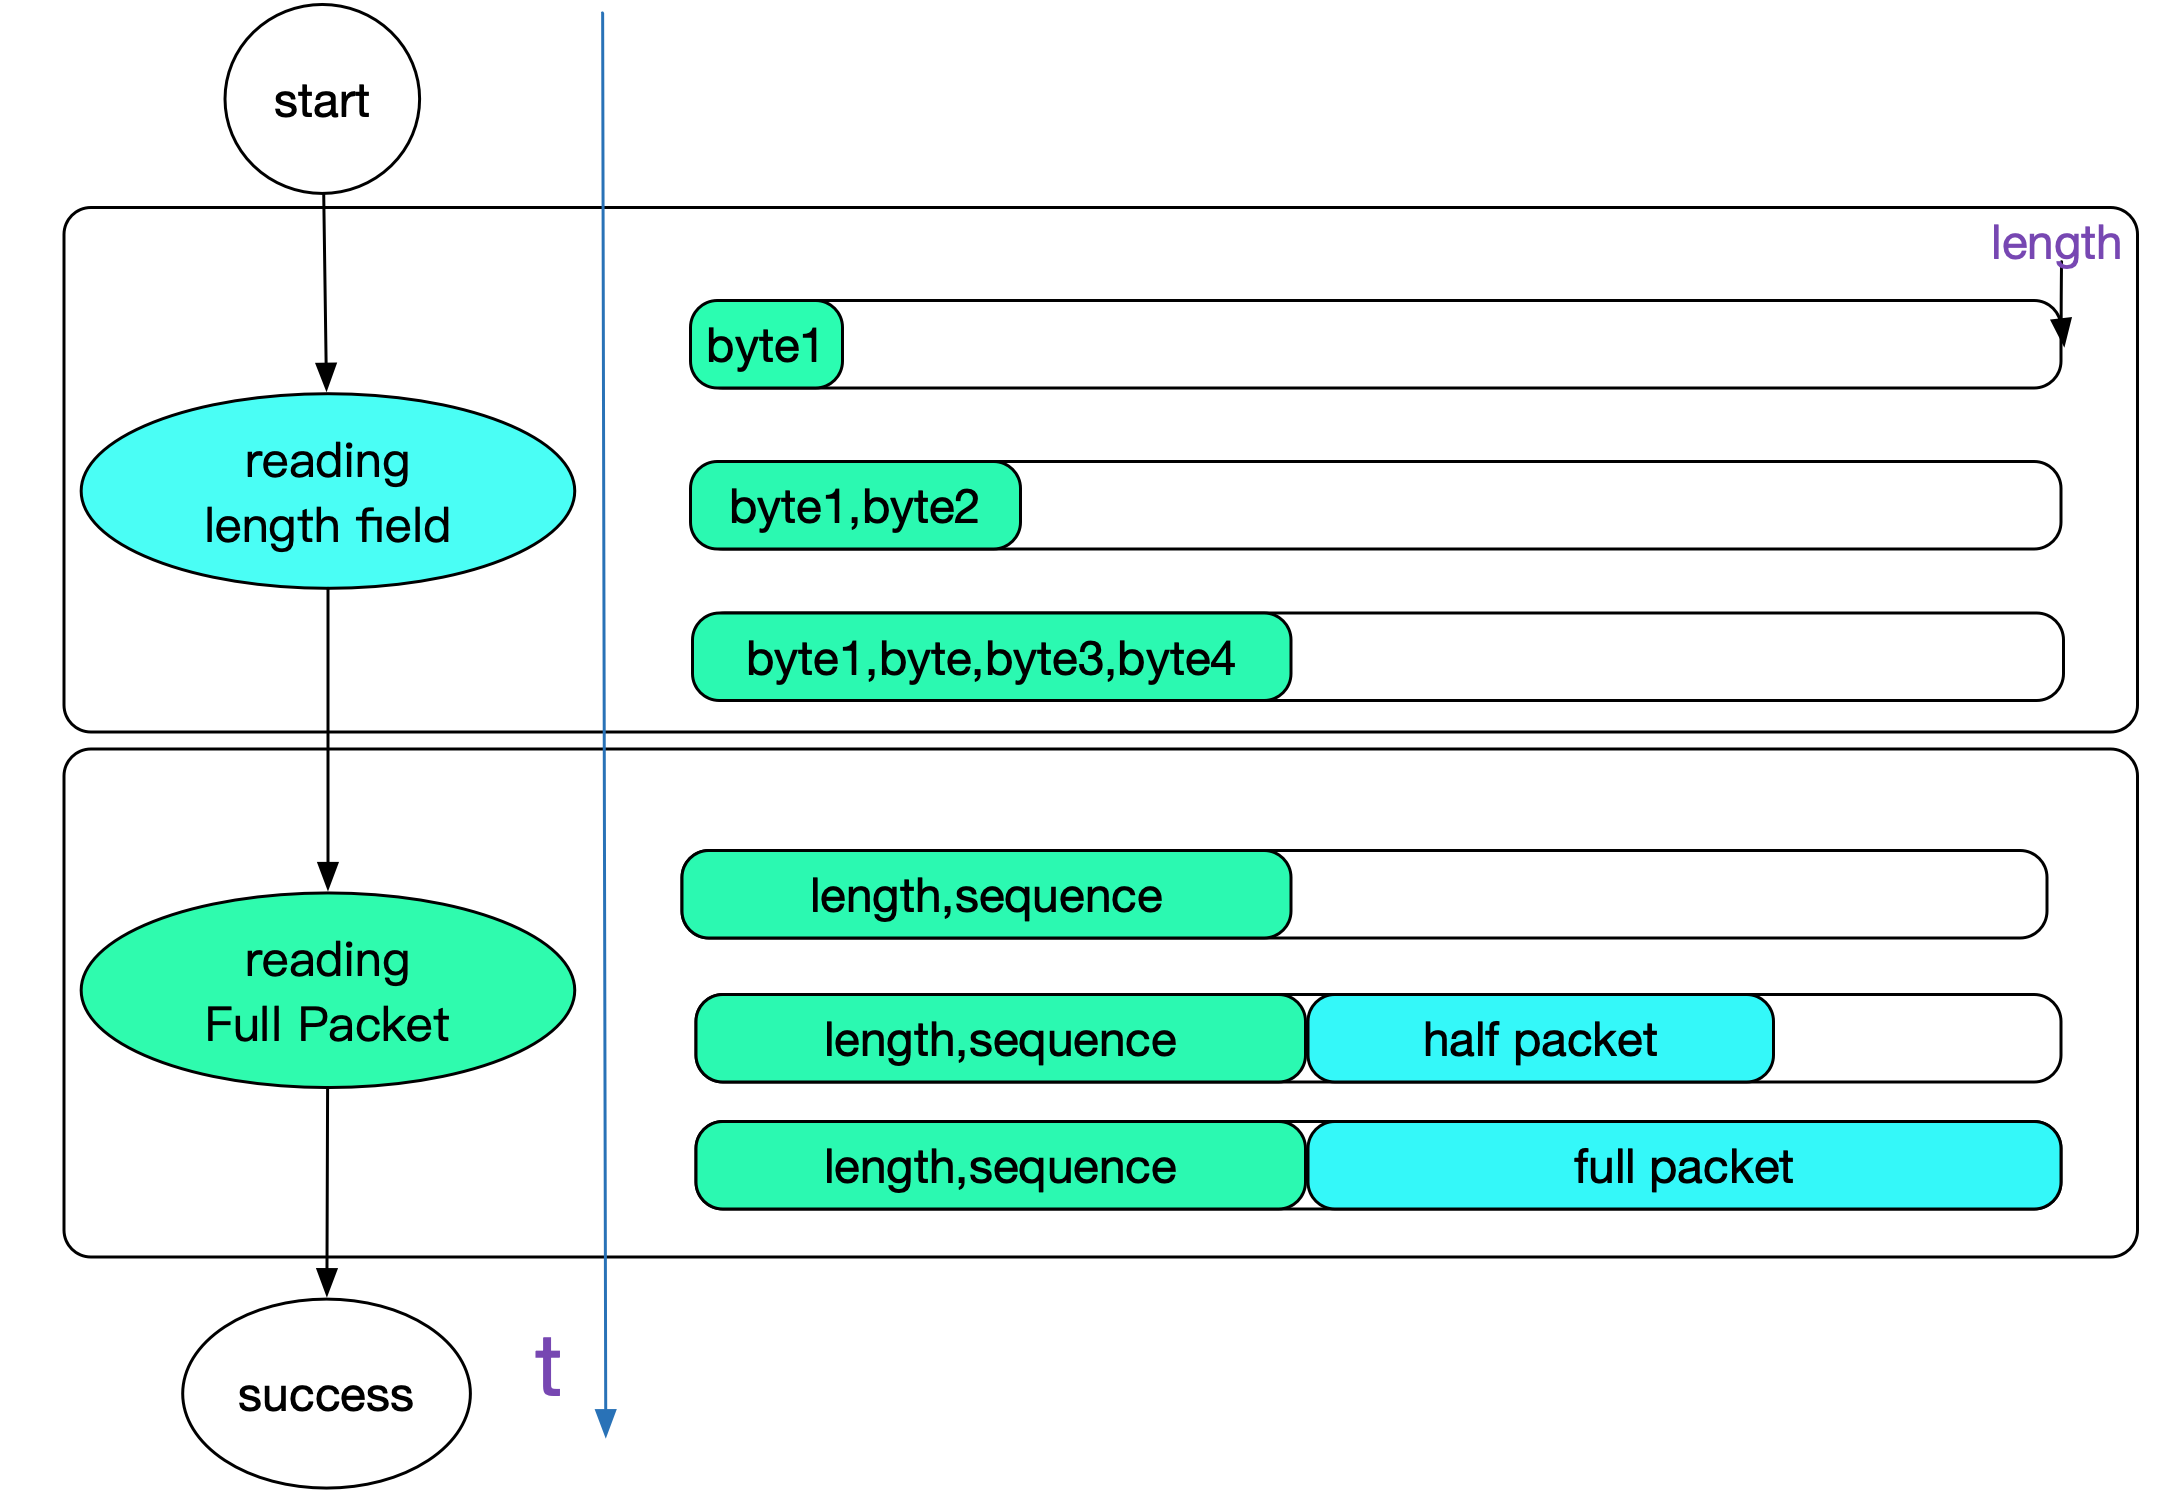 start
length
byte1
reading
length field
byte1,byte2
byte1,byte,byte3,byte4
length,sequence
reading
Full Packet
length,sequence
half packet
length,sequence
full packet
success
t